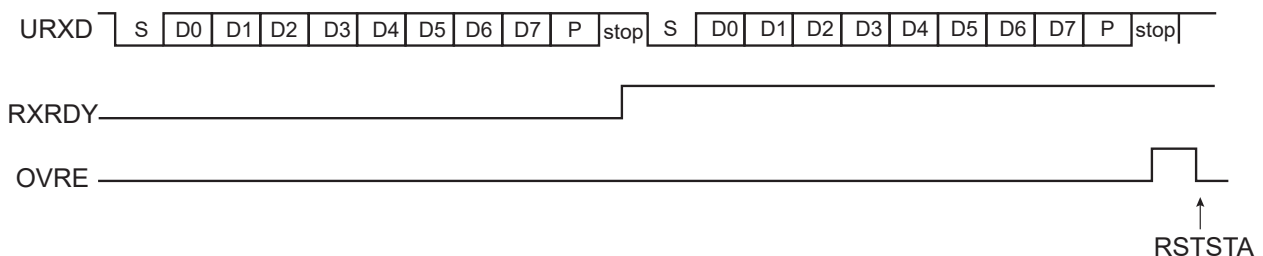 URXD S D0 D1 D2 D3 D4 D5 D6 D7 P stop S D0 D1 D2 D3 D4 D5 D6 D7 P stop
RXRDY
OVRE
RSTSTA